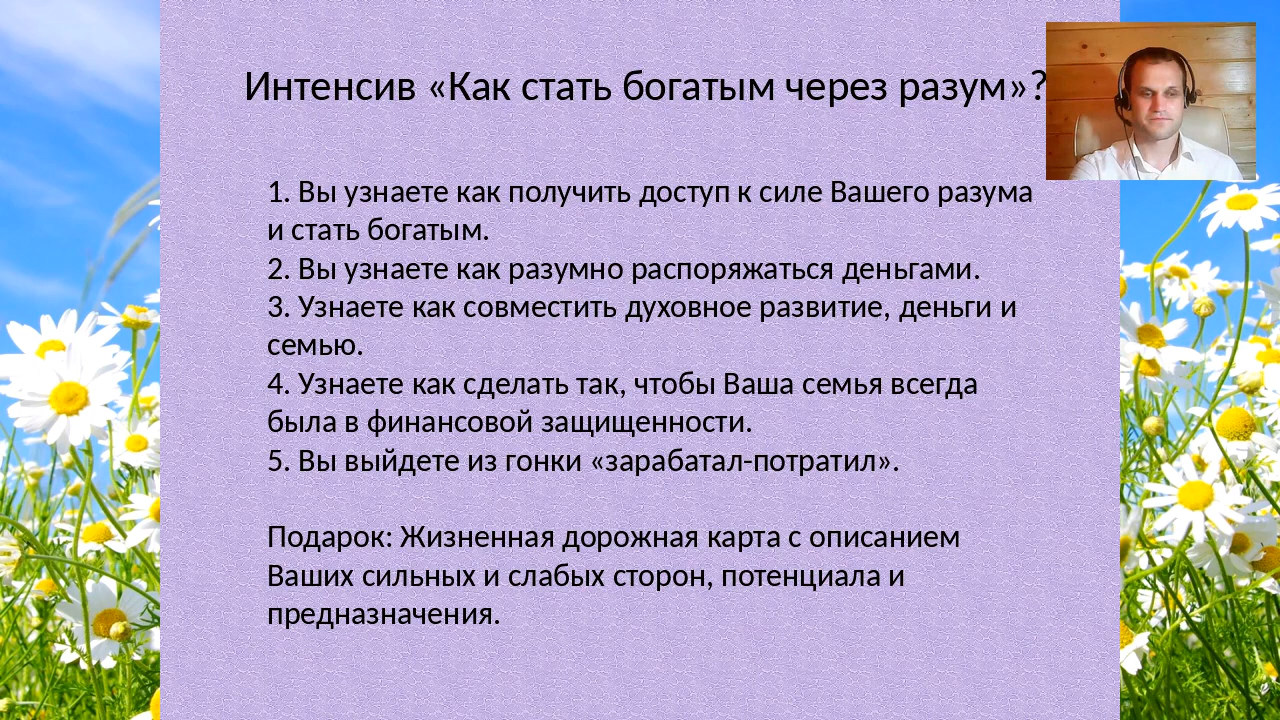 Интенсив «Как стать богатым через разум»?
1. Вы узнаете как получить доступ к силе Вашего разума
и стать богатым.
2. Вы узнаете как разумно распоряжаться деньгами.
3. Узнаете как совместить духовное развитие, деньги и
семью.
4. Узнаете как сделать так, чтобы Ваша семья всегда
была в финансовой защищенности.
5. Вы выйдете из гонки «зарабатал-потратил».
Подарок: Жизненная дорожная карта с описанием
Ваших сильных и слабых сторон, потенциала и
предназначения.